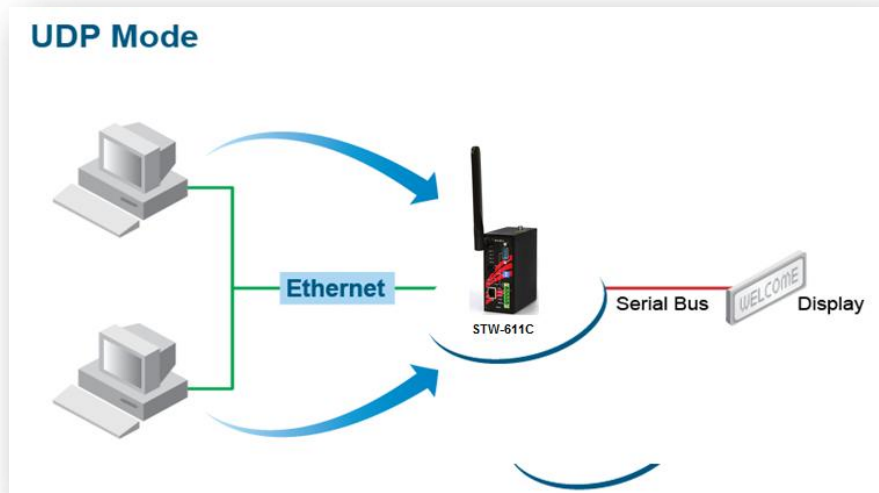 UDP Mode
Ethernet
STW-611C
Serial Bus
WELCOME
Display